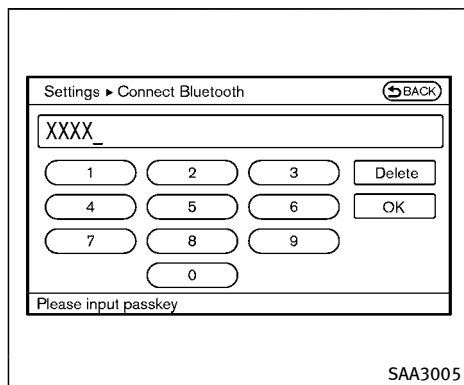 Settings ▸ Connect Bluetooth BACK
XXXX_
1 2 3 Delete
4 5 6 OK
7 8 9
0
Please input passkey
SAA3005